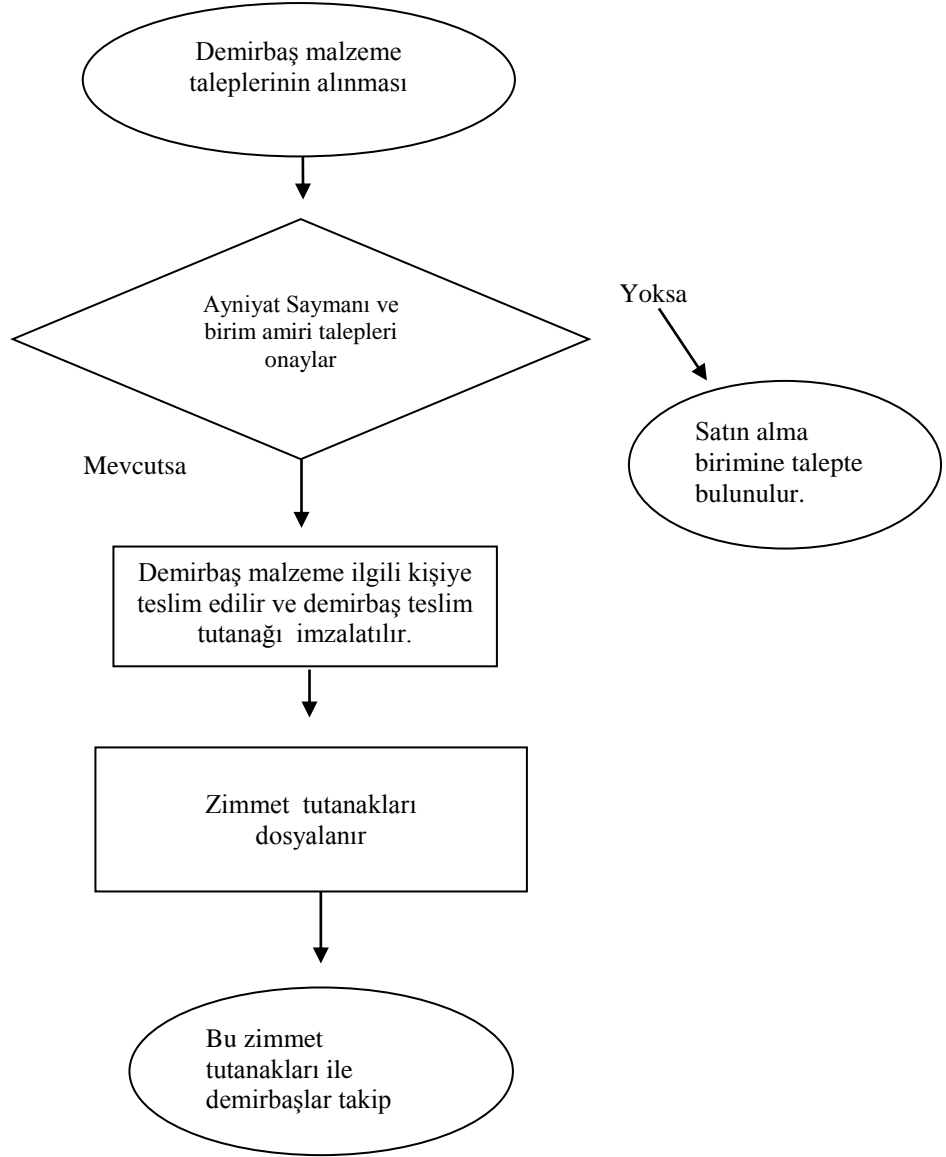 Demirbaş malzeme
taleplerinin alınması
Ayniyat Saymanı ve
birim amiri talepleri
onaylar
Yoksa
Satın alma
birimine talepte
bulunulur.
Mevcutsa
Demirbaş malzeme ilgili kişiye
teslim edilir ve demirbaş teslim
tutanağı  imzalatılır.
Zimmet  tutanakları
dosyalanır
Bu zimmet
tutanakları ile
demirbaşlar takip